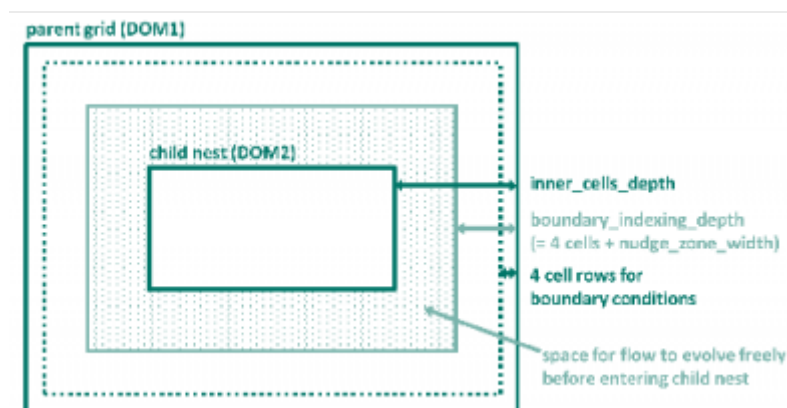 parent grid (DOM1)
child nest (DOM2)
inner_cells_depth
boundary_indexing_depth
(= 4 cells + nudge_zone_width)
4 cell rows for
boundary conditions
space for flow to evolve freely
before entering child nest